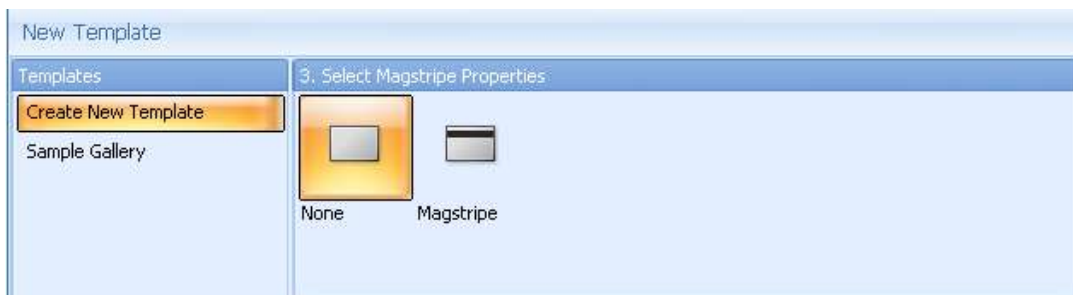 New Template
Templates
3. Select Magstripe Properties
Create New Template
Sample Gallery
None
Magstripe